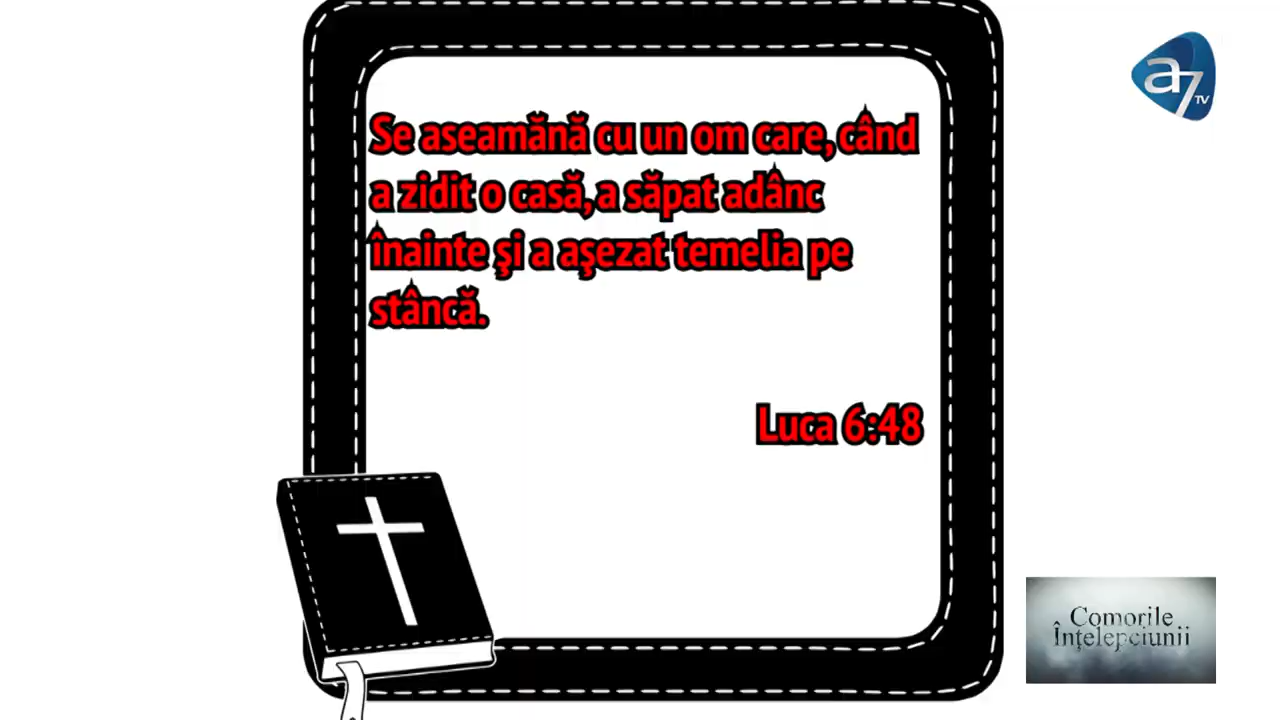 a7
TV
Se aseamănă cu un om care, când
a zidit o casă, a săpat adânc
înainte şi a aşezat temelia pe
stâncă.
Luca 6:48
Comorile
Înţelepciunii